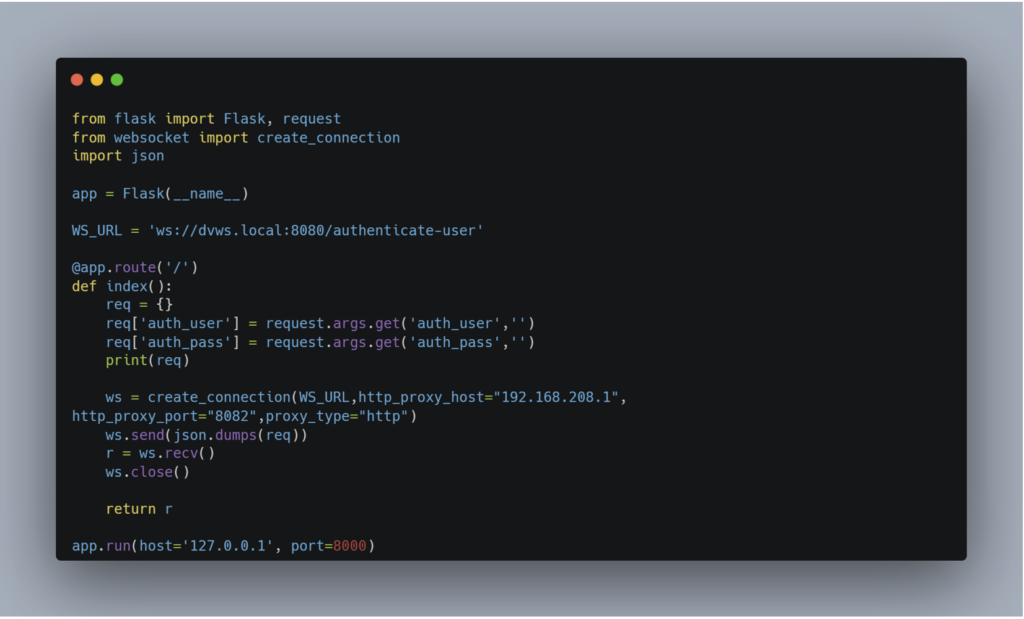 from flask import Flask, request
from websocket import create_connection
import json

app = Flask(__name__)

WS_URL = 'ws://dvws.local:8080/authenticate-user'

@app.route('/')
def index():
    req = {}
    req['auth_user'] = request.args.get('auth_user','')
    req['auth_pass'] = request.args.get('auth_pass','')
    print(req)

    ws = create_connection(WS_URL,http_proxy_host="192.168.208.1",
http_proxy_port="8082",proxy_type="http")
    ws.send(json.dumps(req))
    r = ws.recv()
    ws.close()

    return r

app.run(host='127.0.0.1', port=8000)